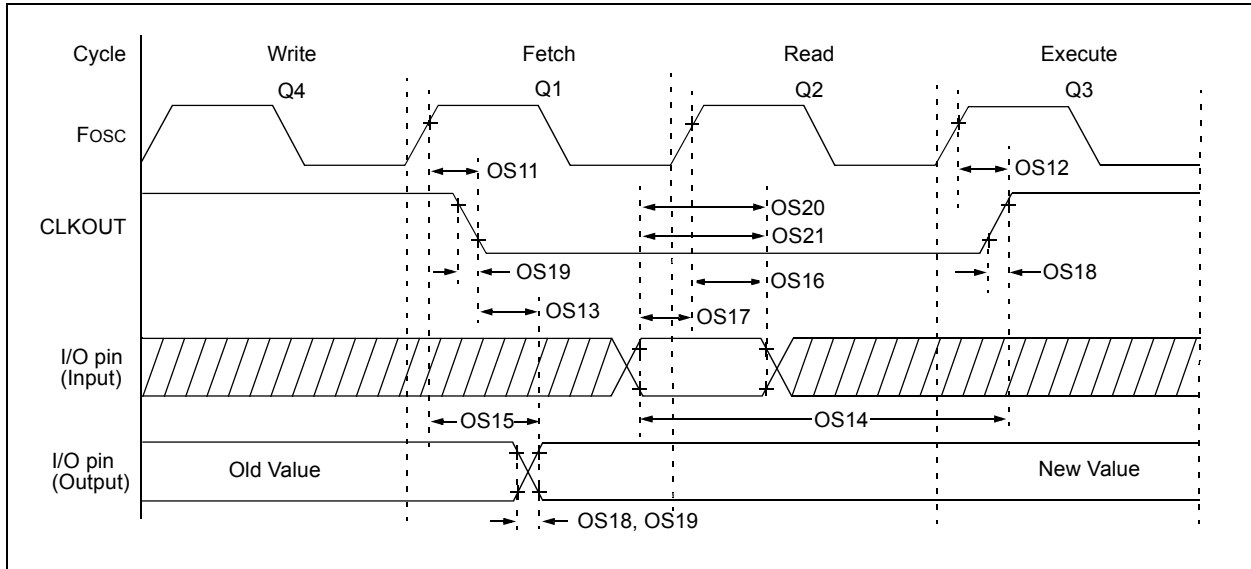 Cycle Write Fetch Read Execute
Q4 Q1 Q2 Q3
FOSC
OS11 OS12
OS20
CLKOUT
OS21
OS19 OS16 OS18
OS13 OS17
I/O pin
(Input)
OS15 OS14
I/O pin
(Output)
Old Value New Value
OS18, OS19